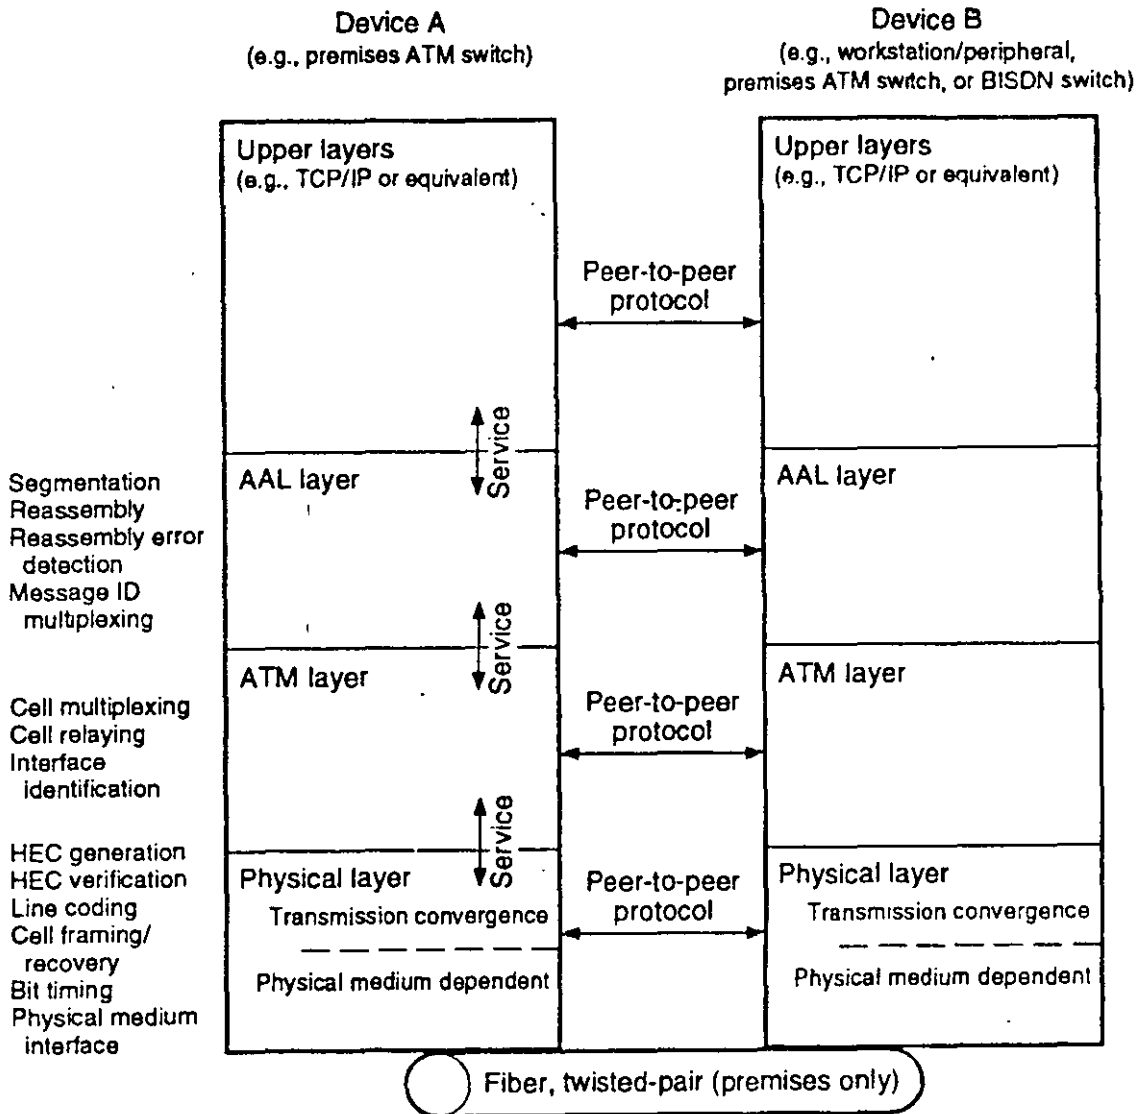 Device A
(e.g., premises ATM switch)
Device B
(e.g., workstation/peripheral,
premises ATM switch, or BISDN switch)
Upper layers
(e.g., TCP/IP or equivalent)
Upper layers
(e.g., TCP/IP or equivalent)
Peer-to-peer
protocol
Service
Segmentation
Reassembly
Reassembly error
detection
Message ID
multiplexing
AAL layer
Peer-to-peer
protocol
AAL layer
Service
Cell multiplexing
Cell relaying
Interface
identification
ATM layer
Peer-to-peer
protocol
ATM layer
Service
HEC generation
HEC verification
Line coding
Cell framing/
recovery
Bit timing
Physical medium
interface
Physical layer
Transmission convergence
Physical medium dependent
Peer-to-peer
protocol
Physical layer
Transmission convergence
Physical medium dependent
Fiber, twisted-pair (premises only)